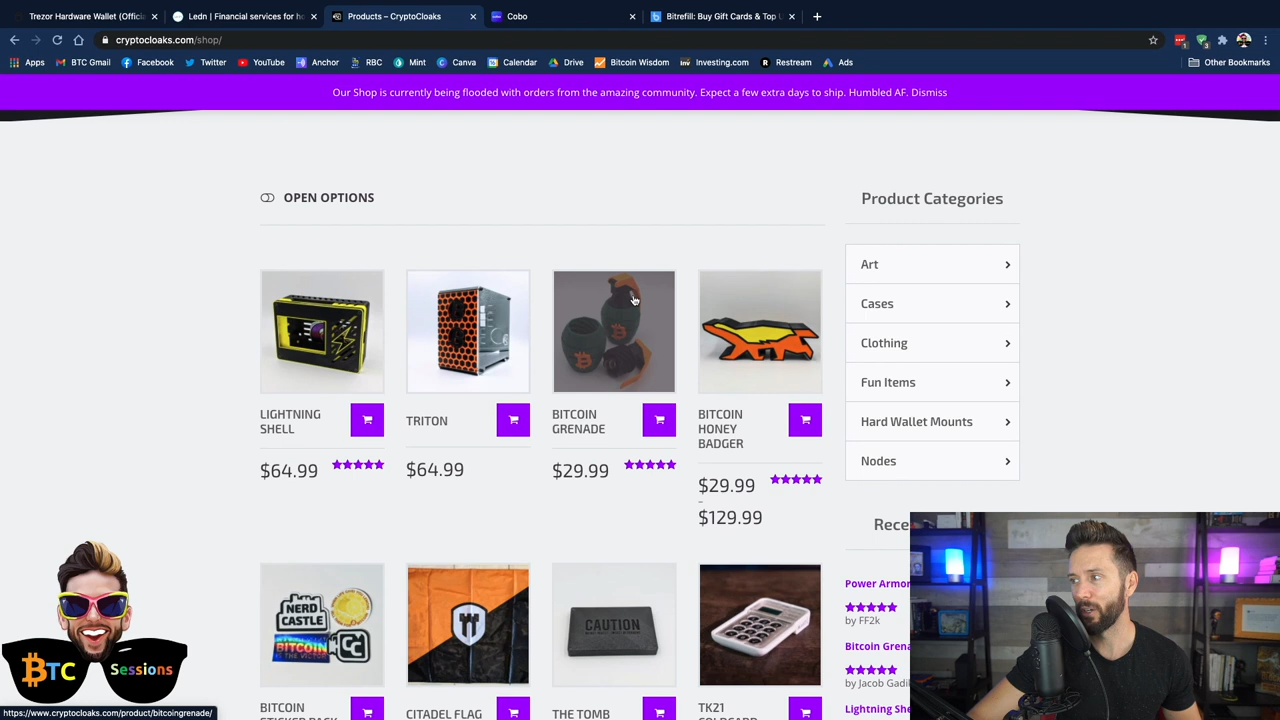 Trezor Hardware Wallet (Offici
Ledn | Financial services for ho
Products – CryptoCloaks
Cobo
Bitrefill: Buy Gift Cards & Top U
cryptocloaks.com/shop/
Apps
BTC Gmail
Facebook
Twitter
YouTube
Anchor
RBC
Mint
Canva
Calendar
Drive
Bitcoin Wisdom
Investing.com
Restream
Ads
Other Bookmarks
Our Shop is currently being flooded with orders from the amazing community. Expect a few extra days to ship. Humbled AF. Dismiss
OPEN OPTIONS
Product Categories
Art
Cases
Clothing
Fun Items
Hard Wallet Mounts
Nodes
LIGHTNING
SHELL
$64.99
TRITON
$64.99
BITCOIN
GRENADE
$29.99
BITCOIN
HONEY
BADGER
$29.99
–
$129.99
Rece
Power Armor
by FF2k
Bitcoin Grena
by Jacob Gadil
Lightning She
NERD
CASTLE
BITCOIN
CC
CAUTION
BITCOIN
CITADEL FLAG
THE TOMB
TK21
BTC
Sessions
https://www.cryptocloaks.com/product/bitcoingrenade/